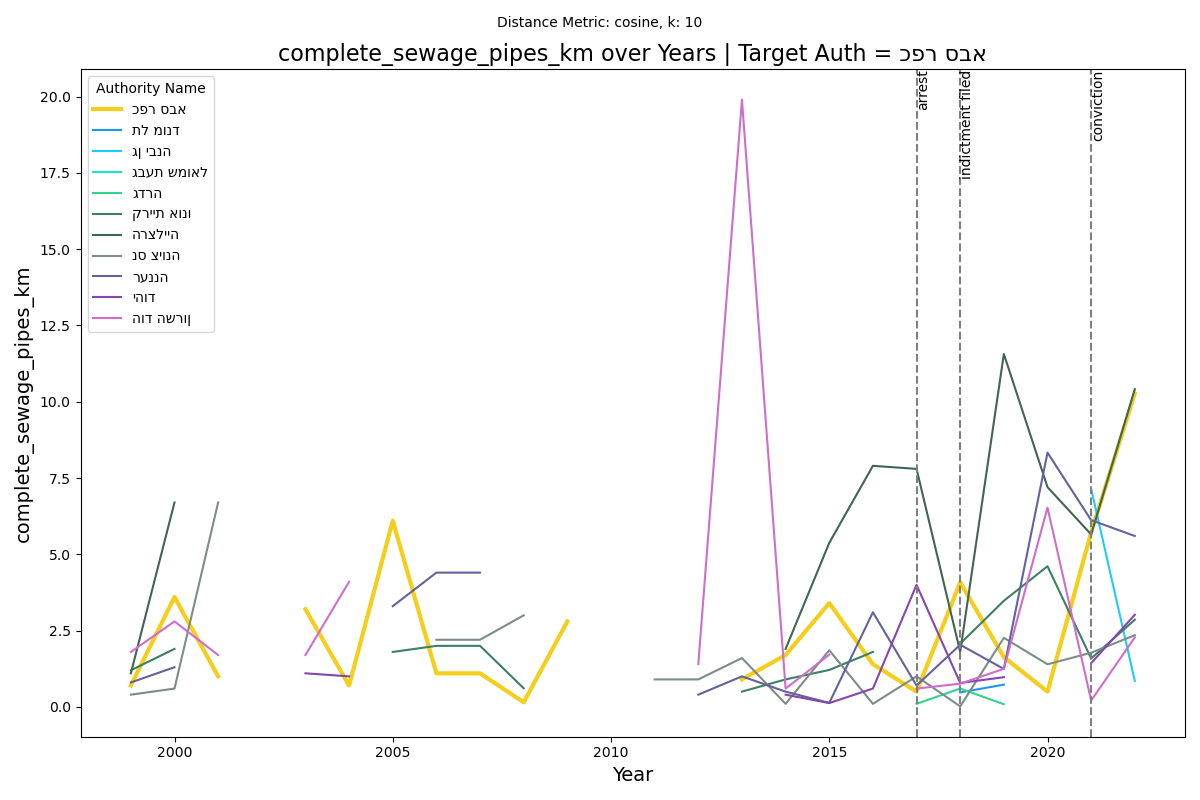 Distance Metric: cosine, k: 10
complete_sewage_pipes_km over Years | Target Auth = כפר סבא
complete_sewage_pipes_km
20.0
17.5
15.0
12.5
10.0
7.5
5.0
2.5
0.0
Authority Name
כפר סבא
תל מונד
גן יבנה
גבעת שמואל
גדרה
קריית אונו
הרצלייה
נס ציונה
רעננה
יהוד
הוד השרון
arrest
indictment filed
conviction
2000
2005
2010
2015
2020
Year